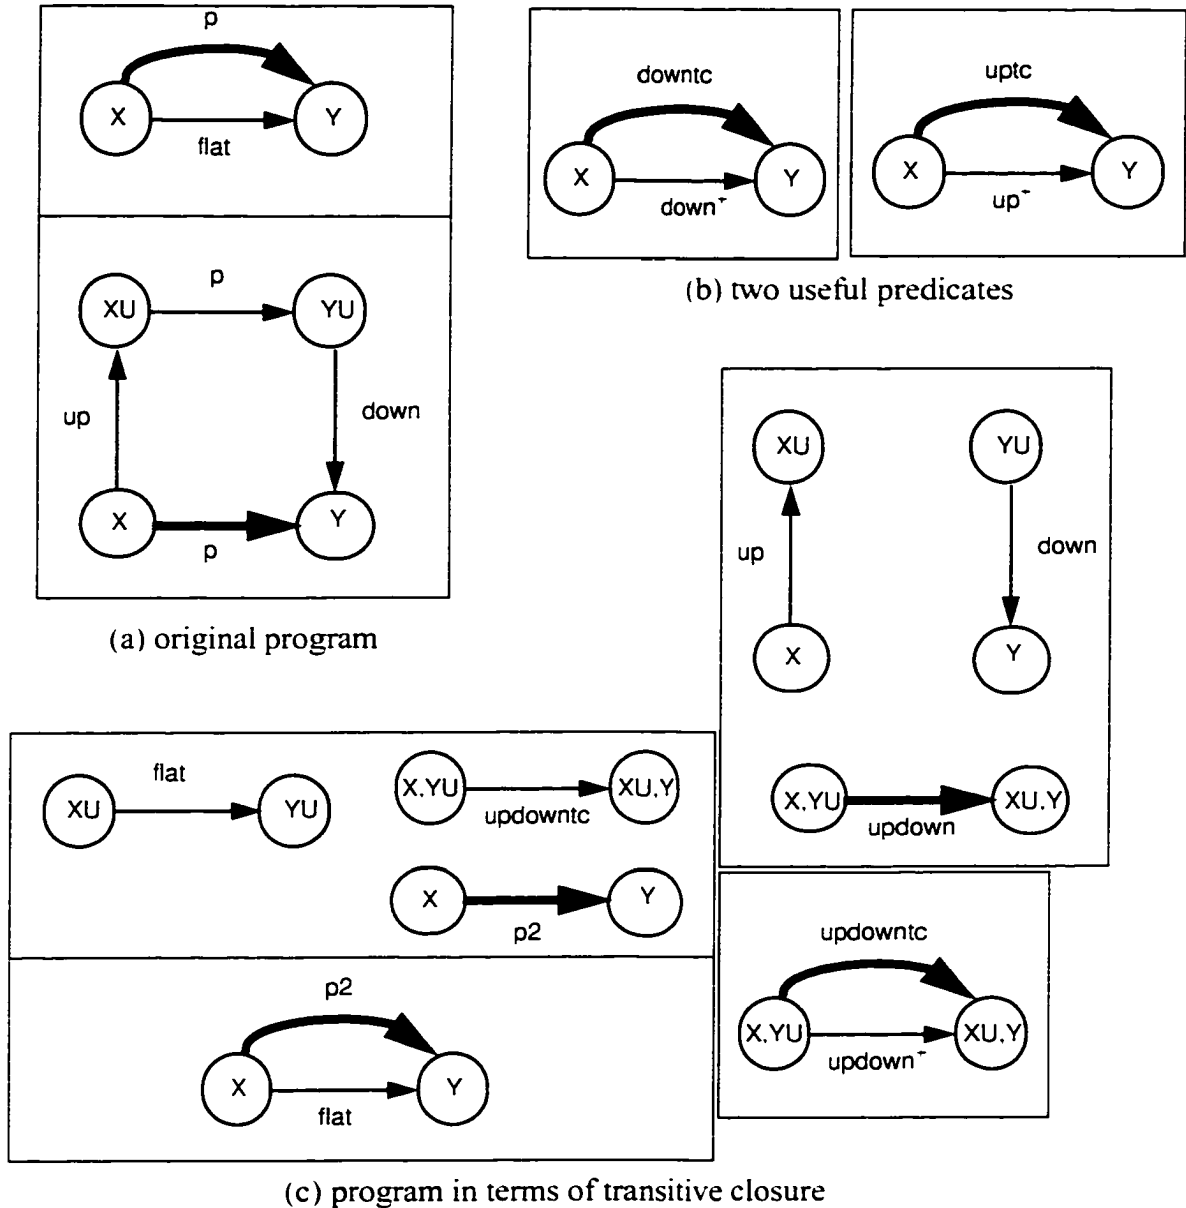 p
X
Y
flat
p
XU
YU
up
down
X
Y
p
(a) original program
downtc
X
Y
down+
uptc
X
Y
up+
(b) two useful predicates
XU
YU
up
down
X
Y
X,YU
XU,Y
updown
flat
XU
YU
X,YU
XU,Y
updowntc
X
Y
p2
p2
X
Y
flat
updowntc
X,YU
XU,Y
updown+
(c) program in terms of transitive closure